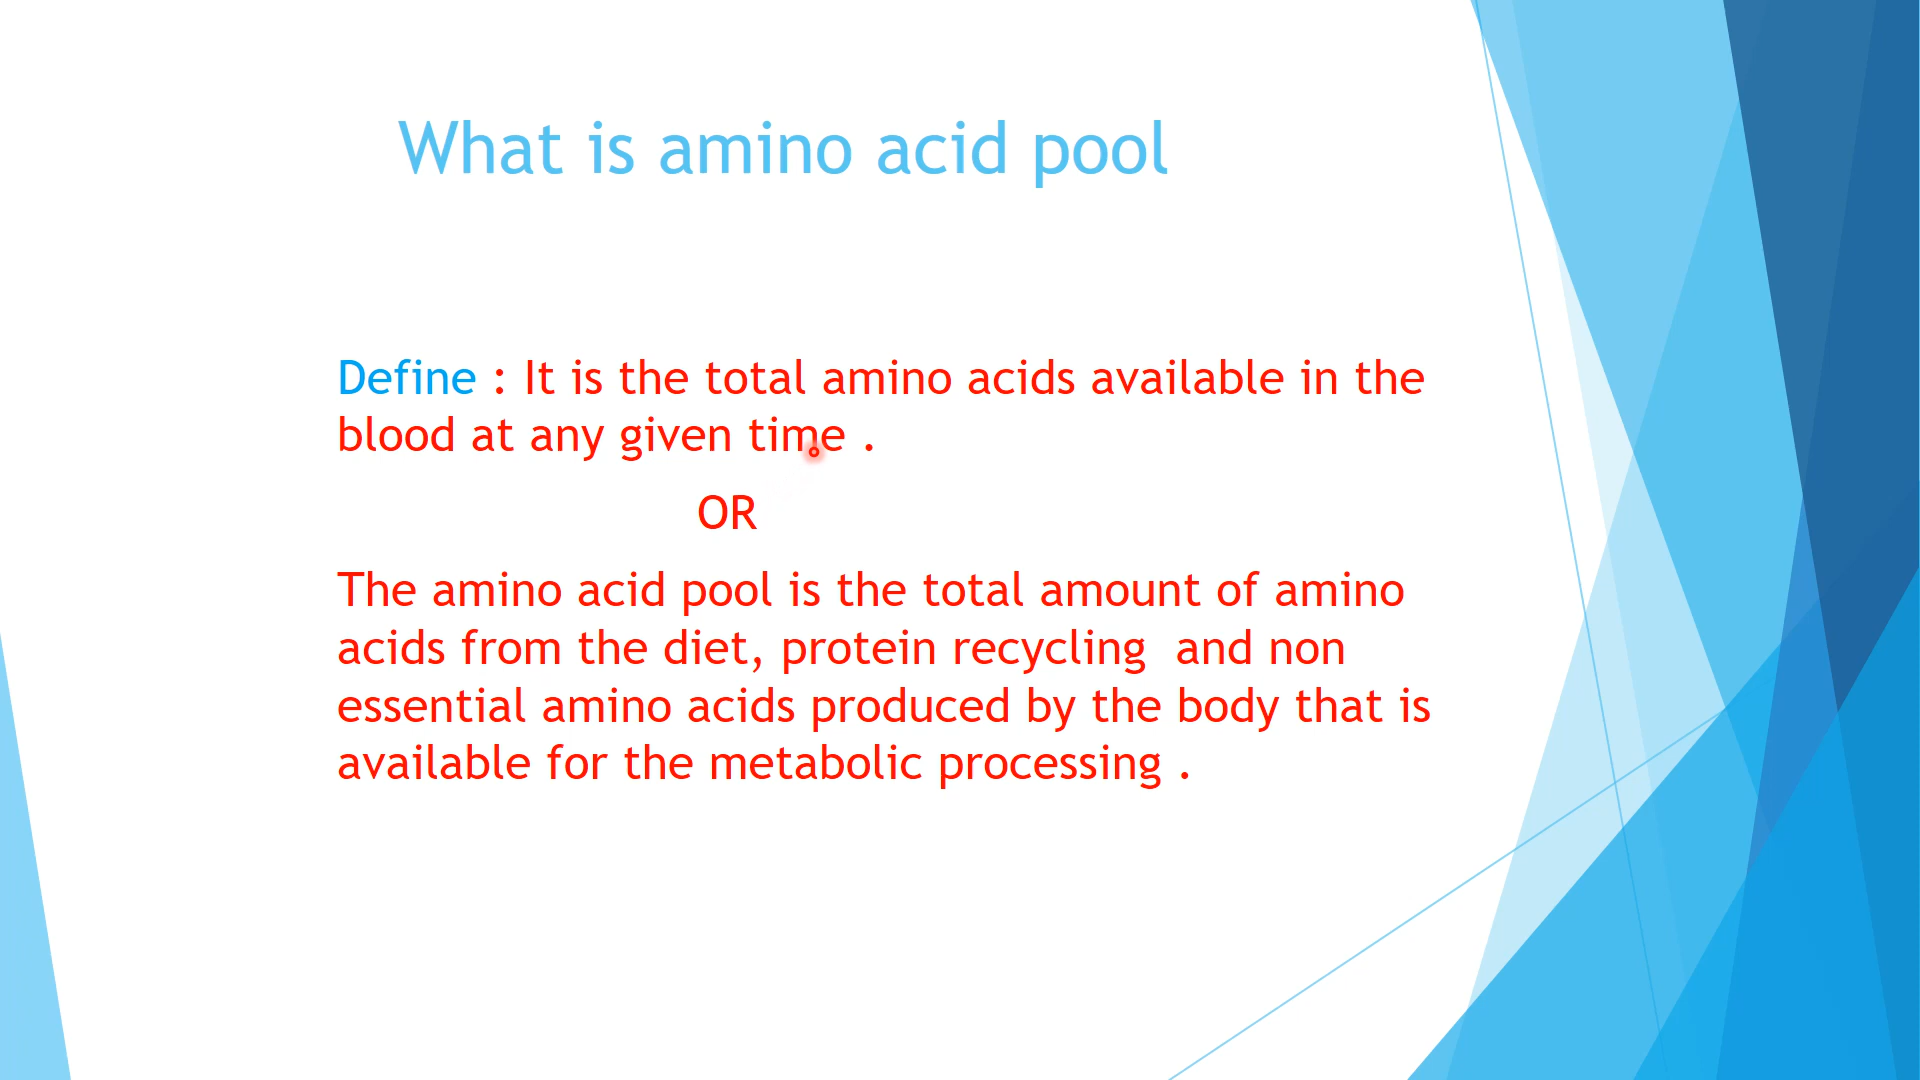 What is amino acid pool
Define : It is the total amino acids available in the
blood at any given time .
OR
The amino acid pool is the total amount of amino
acids from the diet, protein recycling  and non
essential amino acids produced by the body that is
available for the metabolic processing .